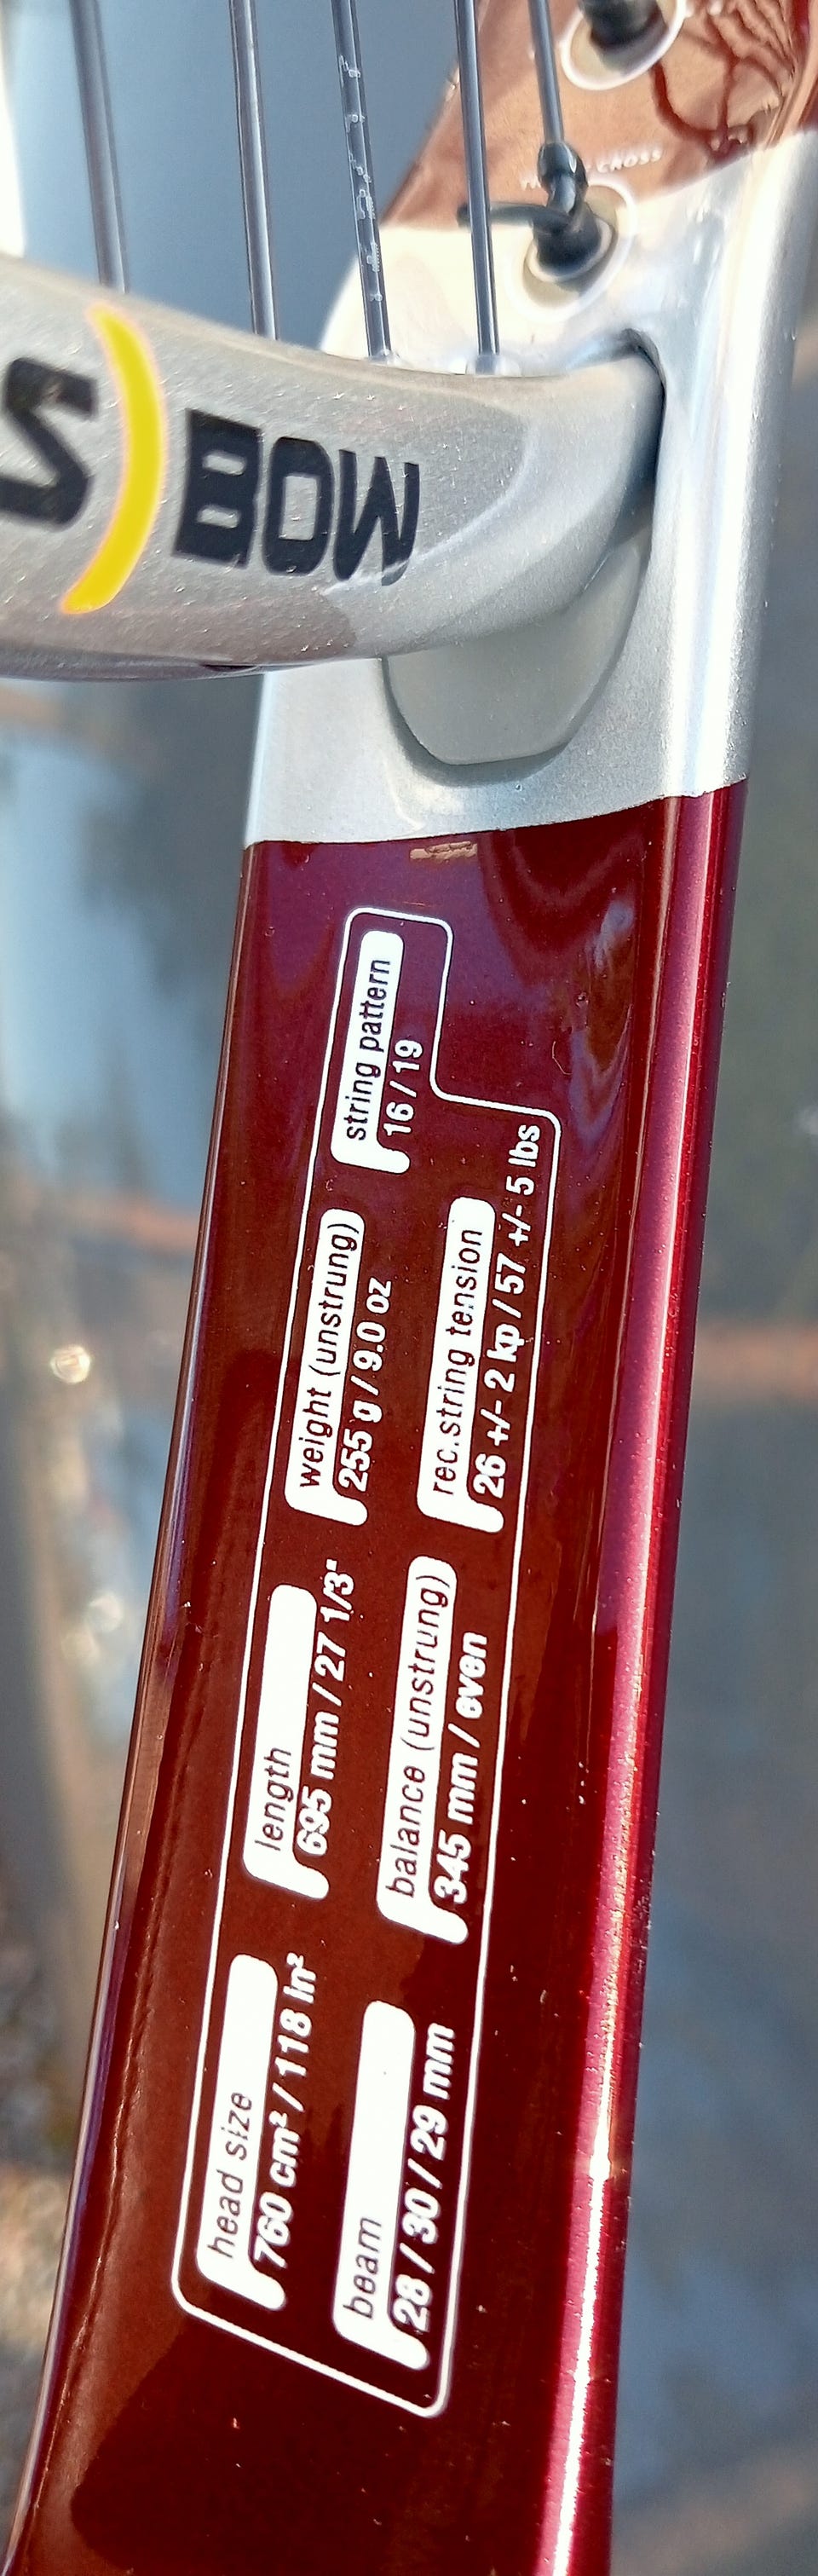 CROSS
S) BOW
head size
760 cm² / 118 in²
length
695 mm / 27 1/3"
weight (unstrung)
255 g / 9.0 oz
string pattern
16 / 19
beam
28 / 30 / 29 mm
balance (unstrung)
345 mm / even
rec.string tension
26 +/- 2 kp / 57 +/- 5 lbs